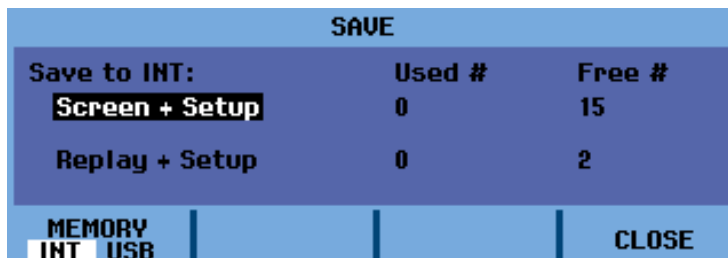 SAVE
Save to INT: Used # Free #
Screen + Setup 0 15
Replay + Setup 0 2
MEMORY
INT USB CLOSE